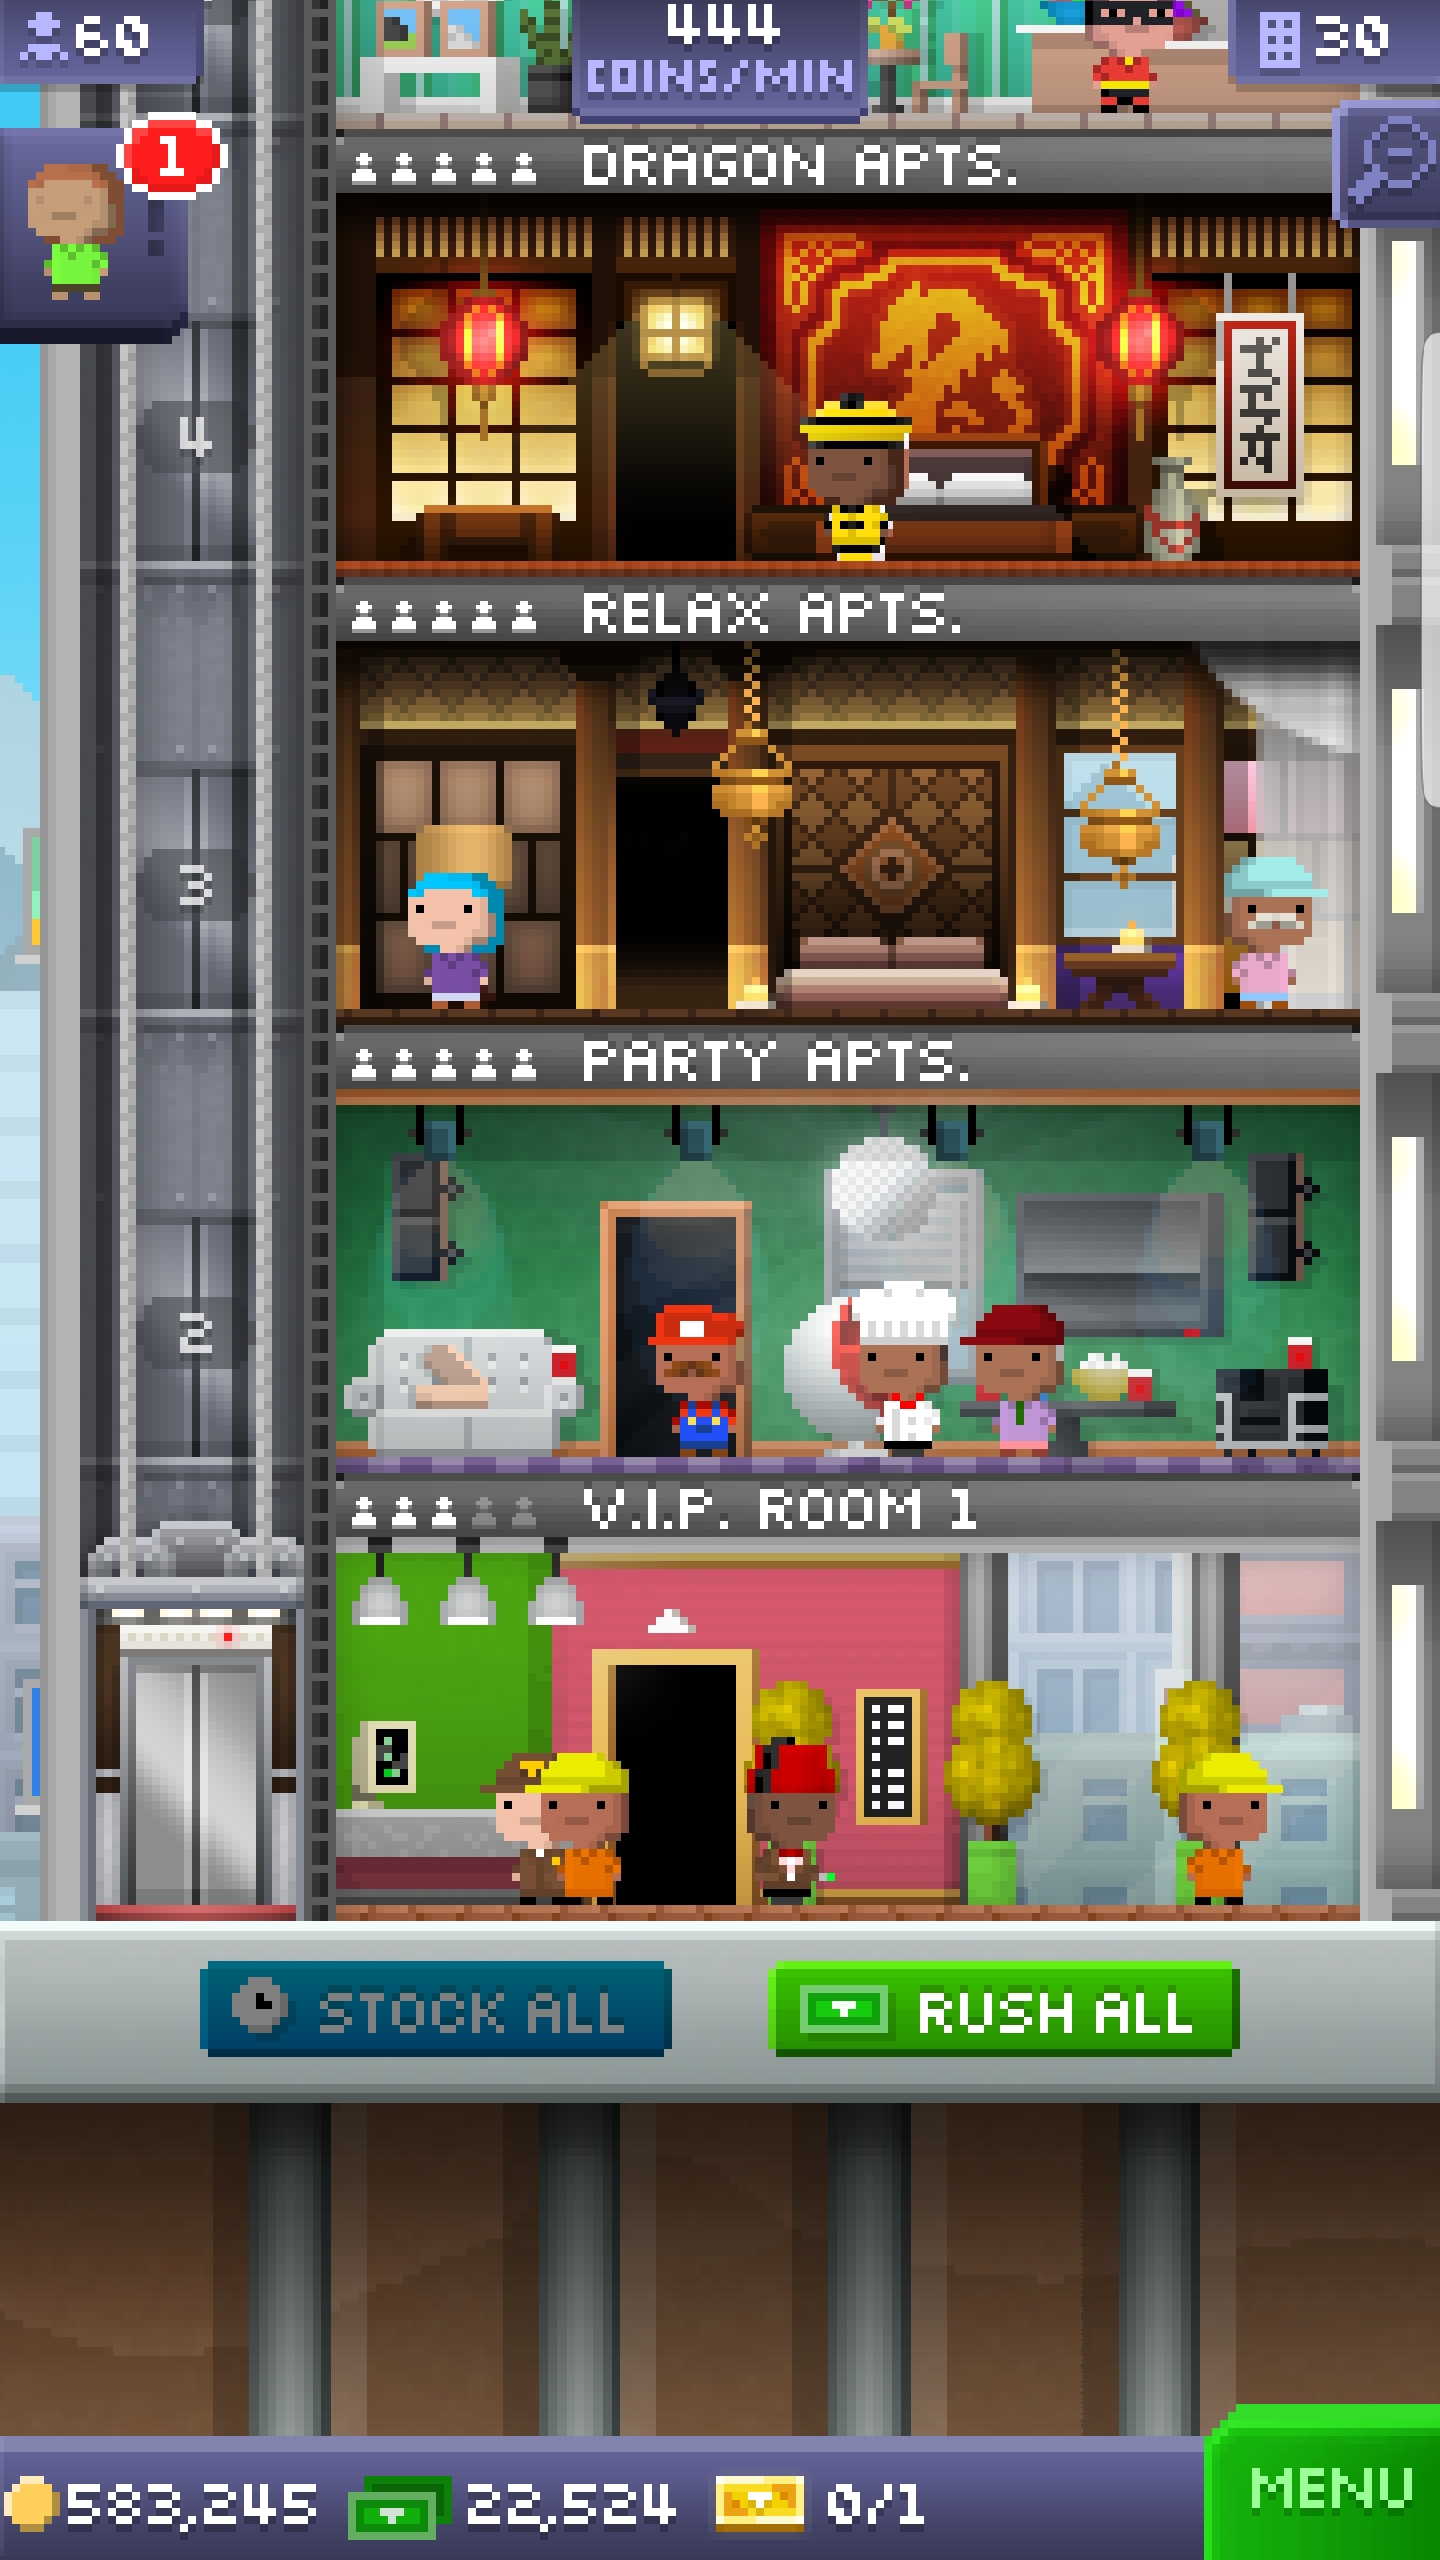 60
444
COINS/MIN
30
1
DRAGON APTS.
4
RELAX APTS.
3
PARTY APTS.
2
V.I.P. ROOM 1
STOCK ALL
RUSH ALL
583,245
22,524
0/1
MENU